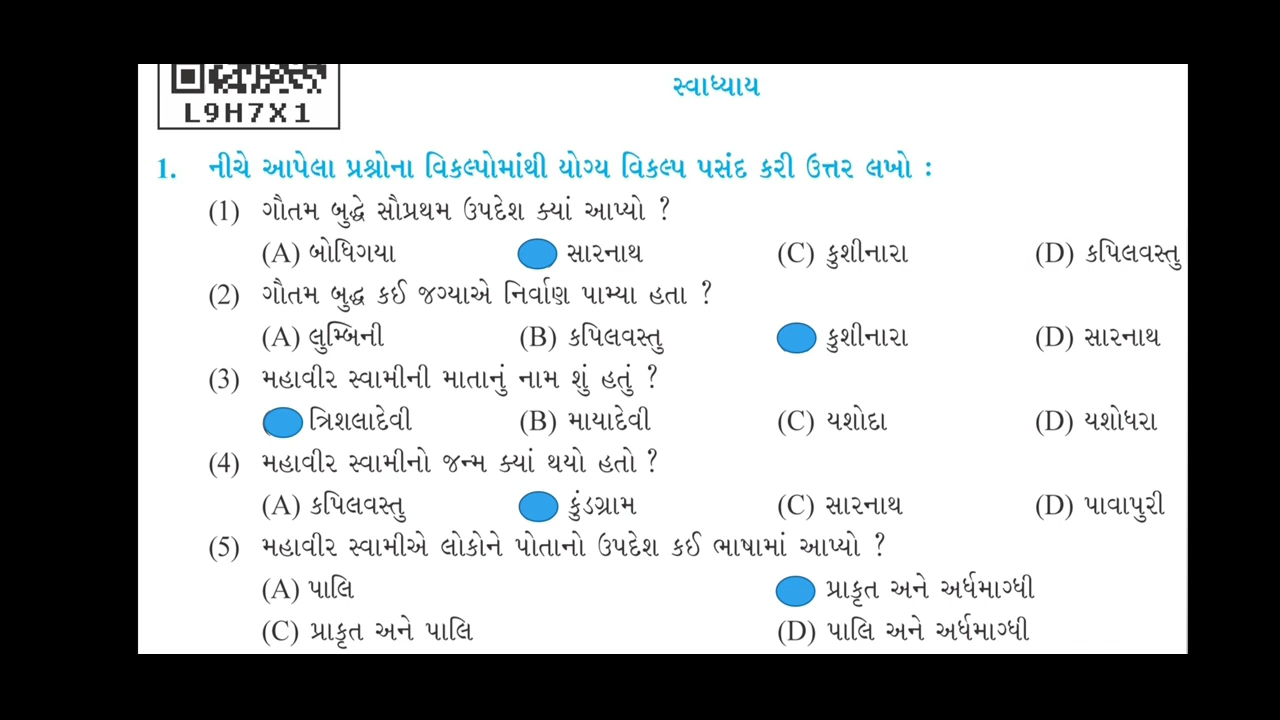 L9H7X1
સ્વાધ્યાય
1. નીચે આપેલા પ્રશ્નોના વિકલ્પોમાંથી યોગ્ય વિકલ્પ પસંદ કરી ઉત્તર લખો :
(1) ગૌતમ બુદ્ધે સૌપ્રથમ ઉપદેશ ક્યાં આપ્યો ?
(A) બોધિગયા સારનાથ (C) કુશીનારા (D) કપિલવસ્તુ
(2) ગૌતમ બુદ્ધ કઈ જગ્યાએ નિર્વાણ પામ્યા હતા ?
(A) લુમ્બિની (B) કપિલવસ્તુ કુશીનારા (D) સારનાથ
(3) મહાવીર સ્વામીની માતાનું નામ શું હતું ?
ત્રિશલાદેવી (B) માયાદેવી (C) યશોદા (D) યશોધરા
(4) મહાવીર સ્વામીનો જન્મ ક્યાં થયો હતો ?
(A) કપિલવસ્તુ કુંડગ્રામ (C) સારનાથ (D) પાવાપુરી
(5) મહાવીર સ્વામીએ લોકોને પોતાનો ઉપદેશ કઈ ભાષામાં આપ્યો ?
(A) પાલિ પ્રાકૃત અને અર્ધમાગ્ધી
(C) પ્રાકૃત અને પાલિ (D) પાલિ અને અર્ધમાગ્ધી